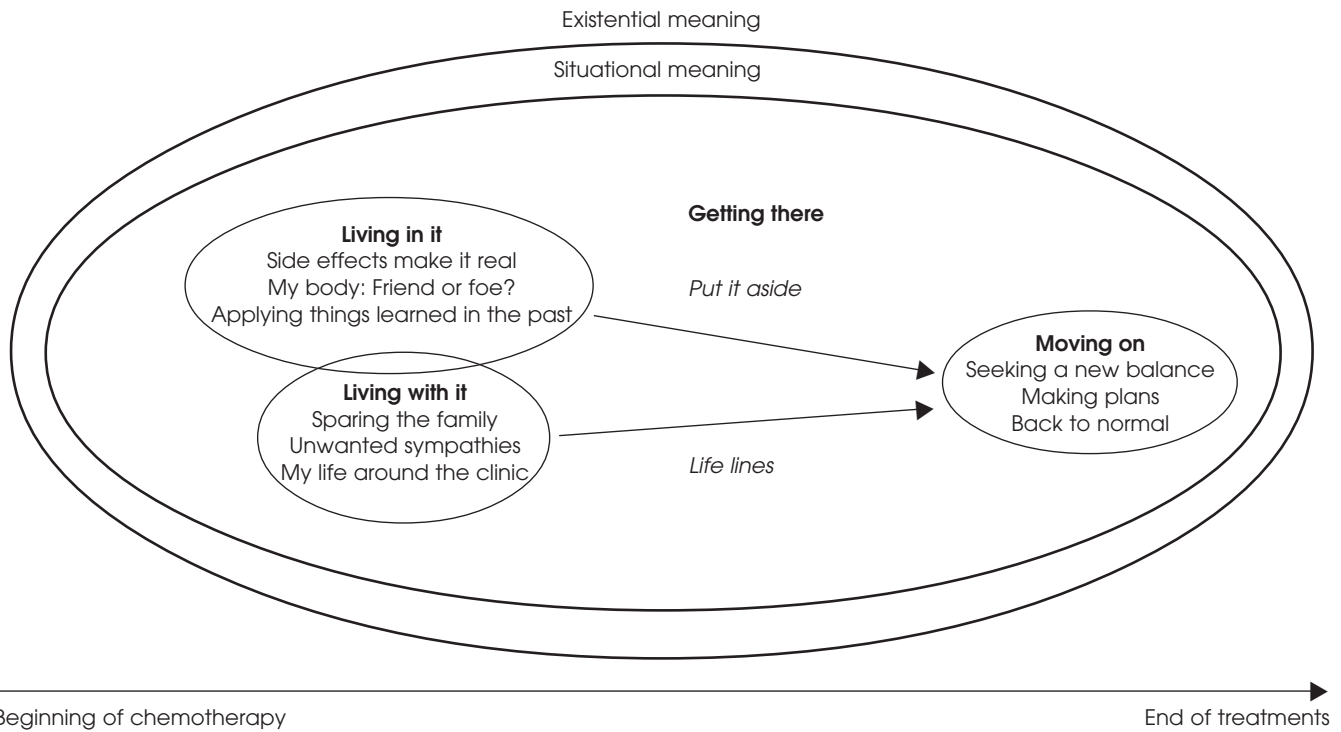 Existential meaning
Situational meaning
Getting there
Living in it
Side effects make it real
My body: Friend or foe?
Applying things learned in the past
Put it aside
Moving on
Seeking a new balance
Making plans
Back to normal
Living with it
Sparing the family
Unwanted sympathies
My life around the clinic
Life lines
Beginning of chemotherapy
End of treatments